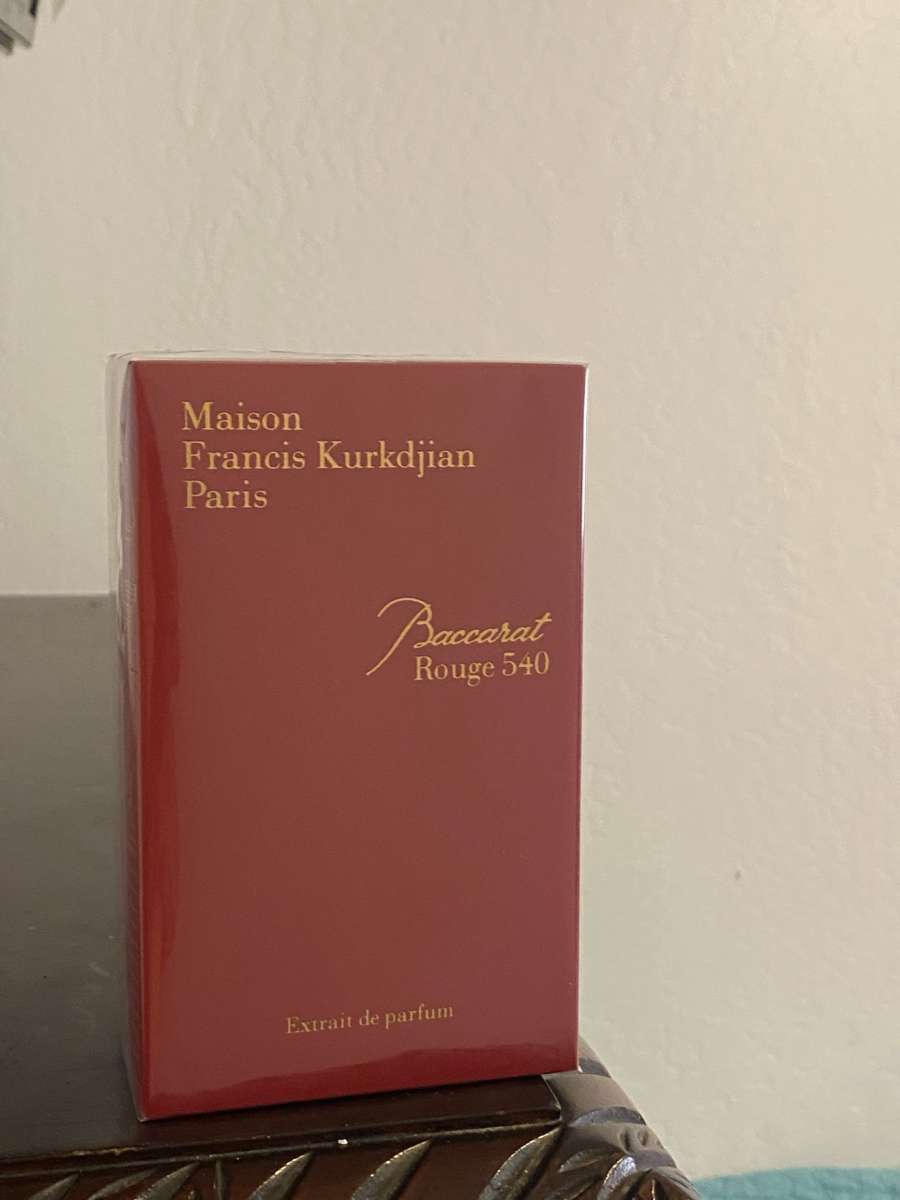 Maison
Francis Kurkdjian
Paris
Baccarat
Rouge 540
Extrait de parfum